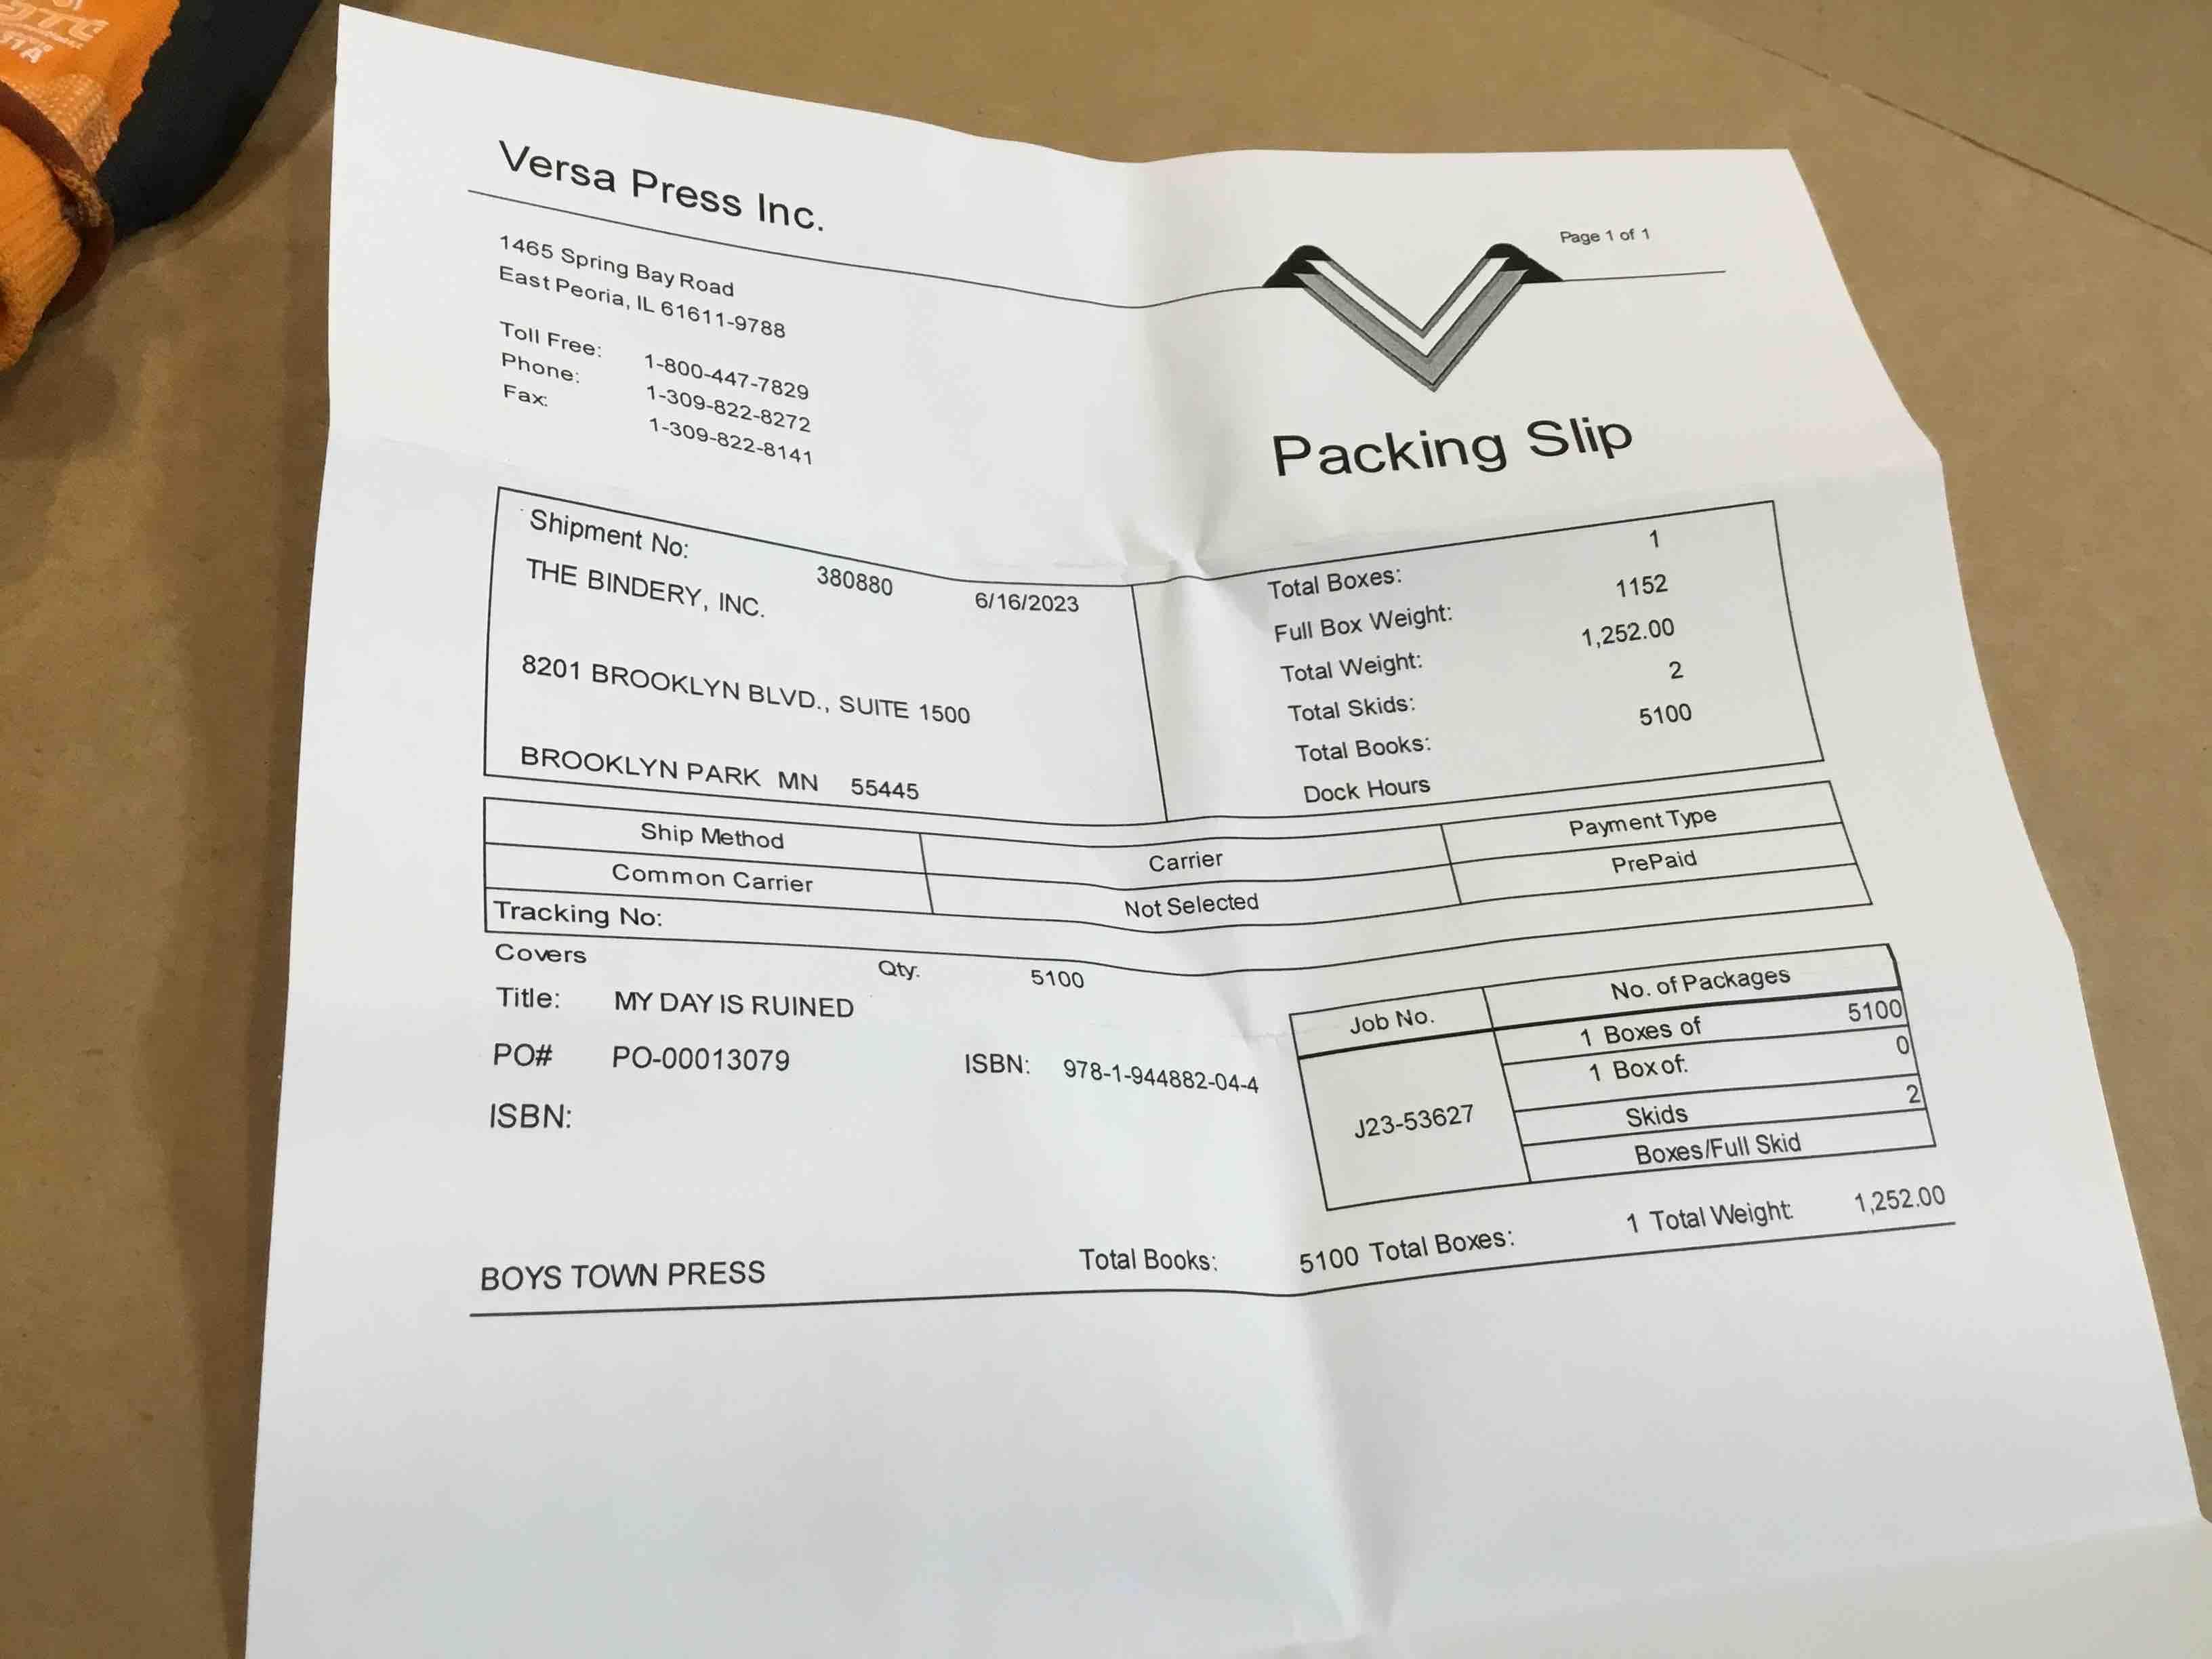 Versa Press Inc.
Page 1 of 1
1465 Spring Bay Road
East Peoria, IL 61611-9788
Toll Free: 1-800-447-7829
Phone: 1-309-822-8272
Fax: 1-309-822-8141
Packing Slip
Shipment No: 380880 6/16/2023
THE BINDERY, INC.
8201 BROOKLYN BLVD., SUITE 1500
BROOKLYN PARK MN 55445
Total Boxes: 1
Full Box Weight: 1152
Total Weight: 1,252.00
Total Skids: 2
Total Books: 5100
Dock Hours
Ship Method Carrier Payment Type
Common Carrier Not Selected PrePaid
Tracking No:
Covers Qty: 5100
Title: MY DAY IS RUINED
PO# PO-00013079 ISBN: 978-1-944882-04-4
ISBN:
Job No. No. of Packages
J23-53627
1 Boxes of 5100
1 Box of: 0
Skids 2
Boxes/Full Skid
BOYS TOWN PRESS Total Books: 5100 Total Boxes: 1 Total Weight: 1,252.00